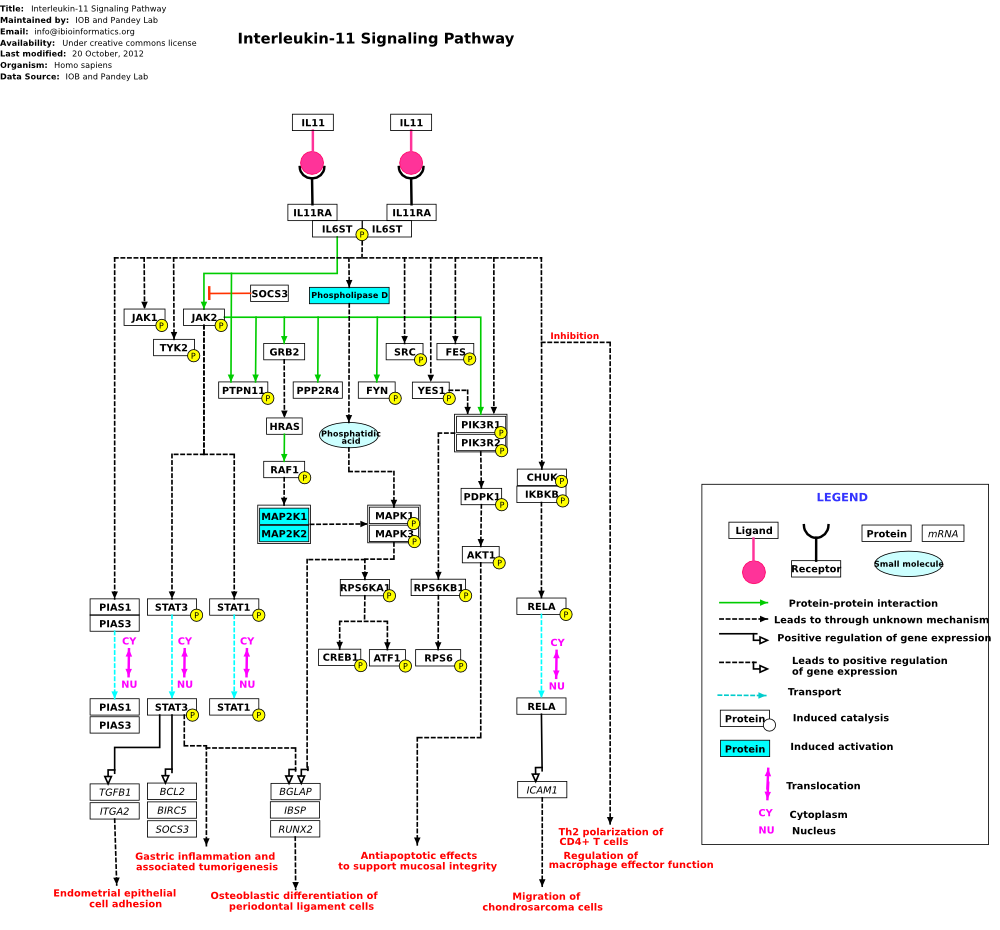 Title: Interleukin-11 Signaling Pathway
Maintained by: IOB and Pandey Lab
Email: info@ibioinformatics.org
Availability: Under creative commons license
Last modified: 20 October, 2012
Organism: Homo sapiens
Data Source: IOB and Pandey Lab
Interleukin-11 Signaling Pathway
IL11 IL11
IL11RA IL11RA
IL6ST P IL6ST
SOCS3 Phospholipase D
JAK1 P JAK2 P
Inhibition
TYK2 P GRB2 SRC P FES P
PTPN11 P PPP2R4 FYN P YES1 P
HRAS Phosphatidic
acid
PIK3R1 P
PIK3R2 P
RAF1 P
CHUK P
IKBKB P
PDPK1 P
MAP2K1 MAPK1 P
MAP2K2 MAPK3 P
AKT1 P
RPS6KA1 P RPS6KB1 P
PIAS1 STAT3 P STAT1 P RELA P
PIAS3
CY CY CY
CREB1 P ATF1 P RPS6 P
NU NU NU
PIAS1 STAT3 P STAT1 P RELA
PIAS3
TGFB1 BCL2 BGLAP ICAM1
ITGA2 BIRC5 IBSP
SOCS3 RUNX2
Th2 polarization of
CD4+ T cells
Regulation of
macrophage effector function
Gastric inflammation and
associated tumorigenesis
Antiapoptotic effects
to support mucosal integrity
Endometrial epithelial
cell adhesion
Osteoblastic differentiation of
periodontal ligament cells
Migration of
chondrosarcoma cells
LEGEND
Ligand Protein mRNA
Receptor Small molecule
Protein-protein interaction
Leads to through unknown mechanism
Positive regulation of gene expression
Leads to positive regulation
of gene expression
Transport
Protein Induced catalysis
Protein Induced activation
Translocation
CY Cytoplasm
NU Nucleus